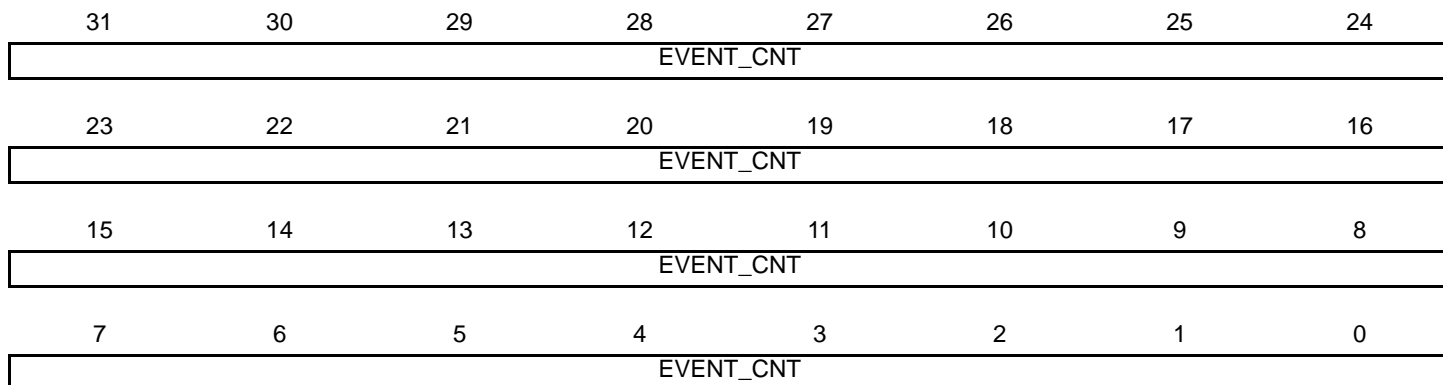 31 30 29 28 27 26 25 24
EVENT_CNT
23 22 21 20 19 18 17 16
EVENT_CNT
15 14 13 12 11 10 9 8
EVENT_CNT
7 6 5 4 3 2 1 0
EVENT_CNT